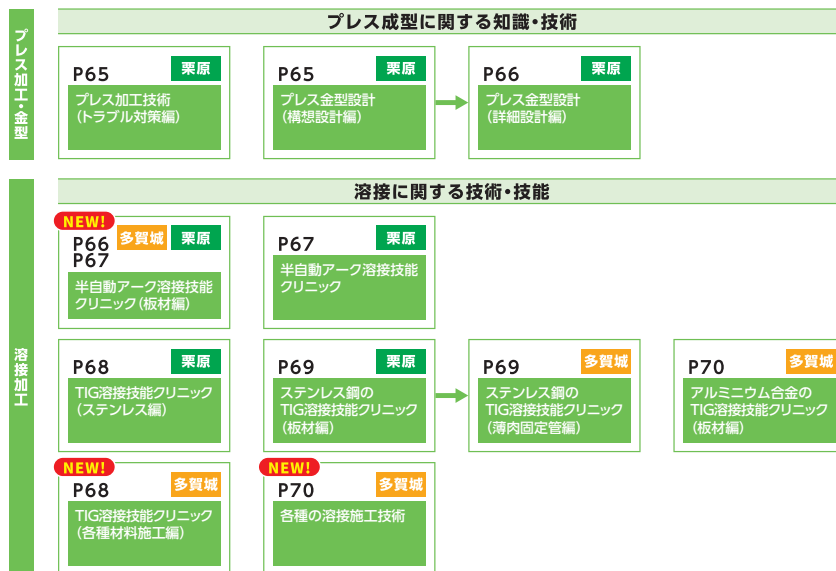 プレス加工・金型
プレス成型に関する知識・技術
P65 栗原
プレス加工技術
（トラブル対策編）
P65 栗原
プレス金型設計
（構想設計編）
P66 栗原
プレス金型設計
（詳細設計編）
溶接加工
溶接に関する技術・技能
NEW!
P66 多賀城 栗原
P67
半自動アーク溶接技能
クリニック（板材編）
P67 栗原
半自動アーク溶接技能
クリニック
P68 栗原
TIG溶接技能クリニック
（ステンレス編）
P69 栗原
ステンレス鋼の
TIG溶接技能クリニック
（板材編）
P69 多賀城
ステンレス鋼の
TIG溶接技能クリニック
（薄肉固定管編）
P70 多賀城
アルミニウム合金の
TIG溶接技能クリニック
（板材編）
NEW!
P68 多賀城
TIG溶接技能クリニック
（各種材料施工編）
NEW!
P70 多賀城
各種の溶接施工技術